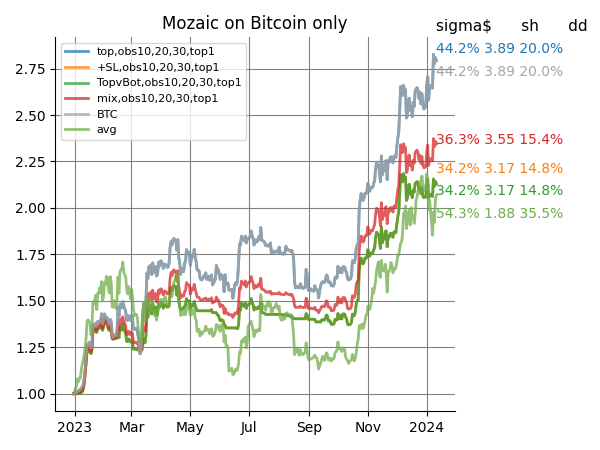 Mozaic on Bitcoin only
sigma$ sh dd
top,obs10,20,30,top1
+SL,obs10,20,30,top1
TopvBot,obs10,20,30,top1
mix,obs10,20,30,top1
BTC
avg
44.2% 3.89 20.0%
44.2% 3.89 20.0%
36.3% 3.55 15.4%
34.2% 3.17 14.8%
34.2% 3.17 14.8%
54.3% 1.88 35.5%
2.75
2.50
2.25
2.00
1.75
1.50
1.25
1.00
2023 Mar May Jul Sep Nov 2024